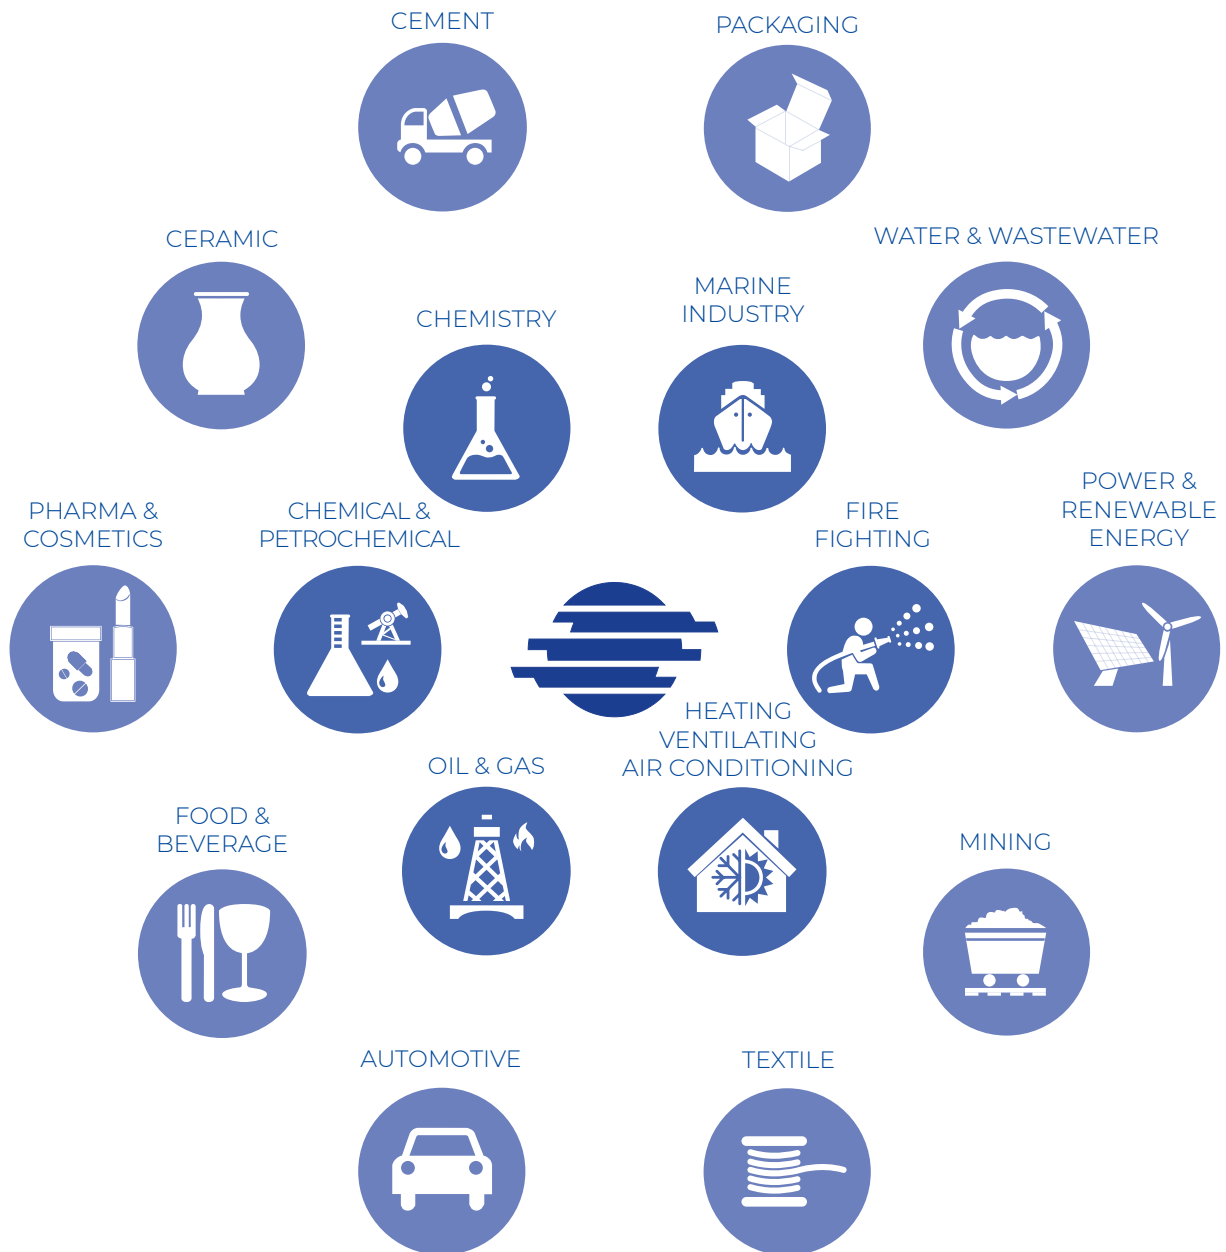 CEMENT
PACKAGING
CERAMIC
WATER & WASTEWATER
CHEMISTRY
MARINE
INDUSTRY
PHARMA &
COSMETICS
CHEMICAL &
PETROCHEMICAL
FIRE
FIGHTING
POWER &
RENEWABLE
ENERGY
OIL & GAS
HEATING
VENTILATING
AIR CONDITIONING
FOOD &
BEVERAGE
MINING
AUTOMOTIVE
TEXTILE